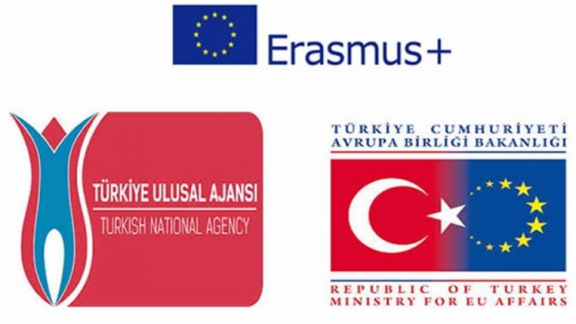 Erasmus+
TÜRKİYE ULUSAL AJANSI
TURKISH NATIONAL AGENCY
TÜRKİYE CUMHURİYETİ
AVRUPA BİRLİĞİ BAKANLIĞI
REPUBLIC OF TURKEY
MINISTRY FOR EU AFFAIRS